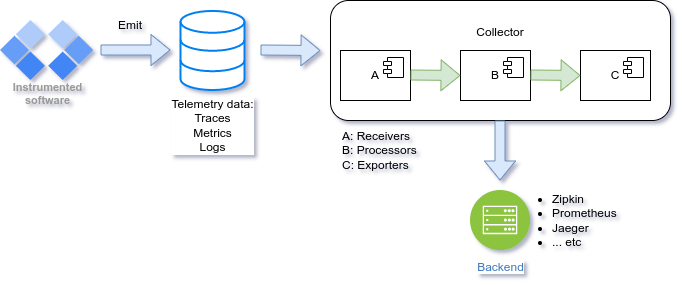 Emit
Instrumented
software
Telemetry data:
Traces
Metrics
Logs
Collector
A
B
C
A: Receivers
B: Processors
C: Exporters
Zipkin
Prometheus
Jaeger
... etc
Backend